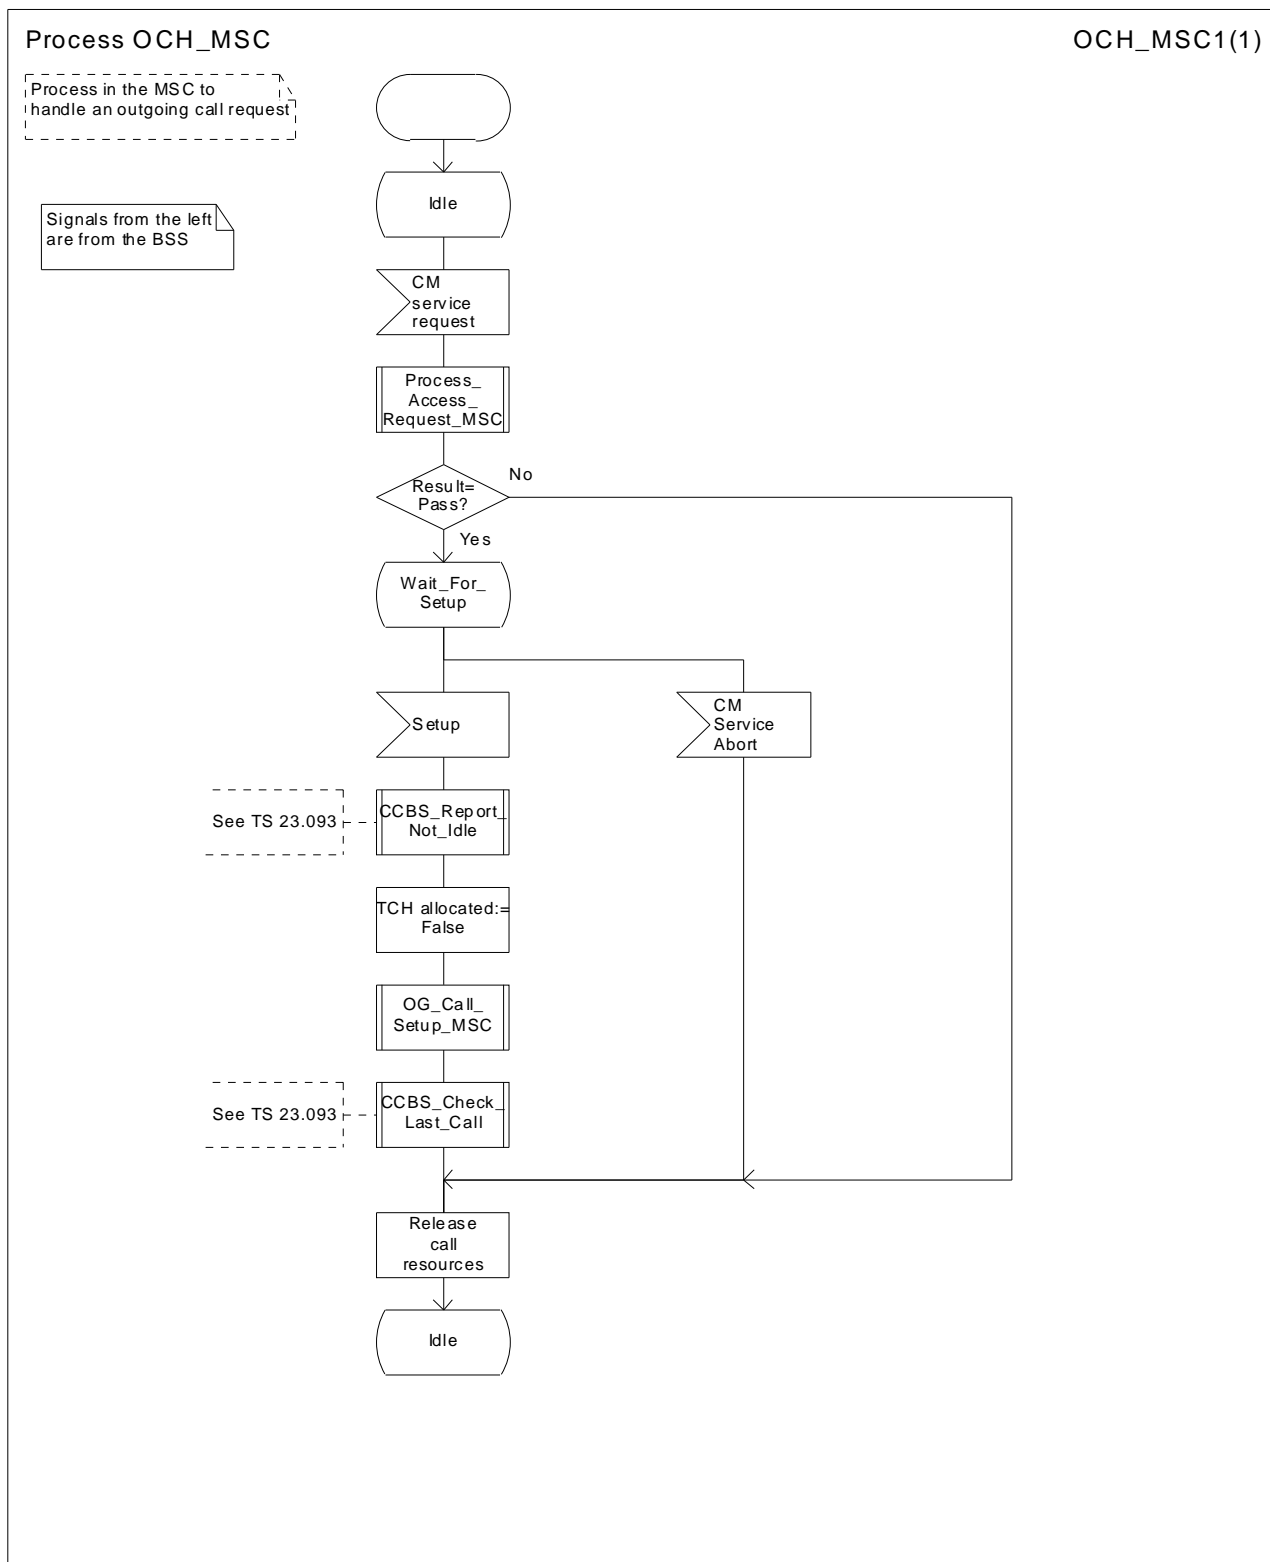 Process OCH_MSC
OCH_MSC1(1)
Process in the MSC to
handle an outgoing call request
Idle
Signals from the left
are from the BSS
CM
service
request
Process_
Access_
Request_MSC
No
Result=
Pass?
Yes
Wait_For_
Setup
Setup
CM
Service
Abort
See TS 23.093
CCBS_Report_
Not_Idle
TCH allocated:=
False
OG_Call_
Setup_MSC
See TS 23.093
CCBS_Check_
Last_Call
Release
call
resources
Idle